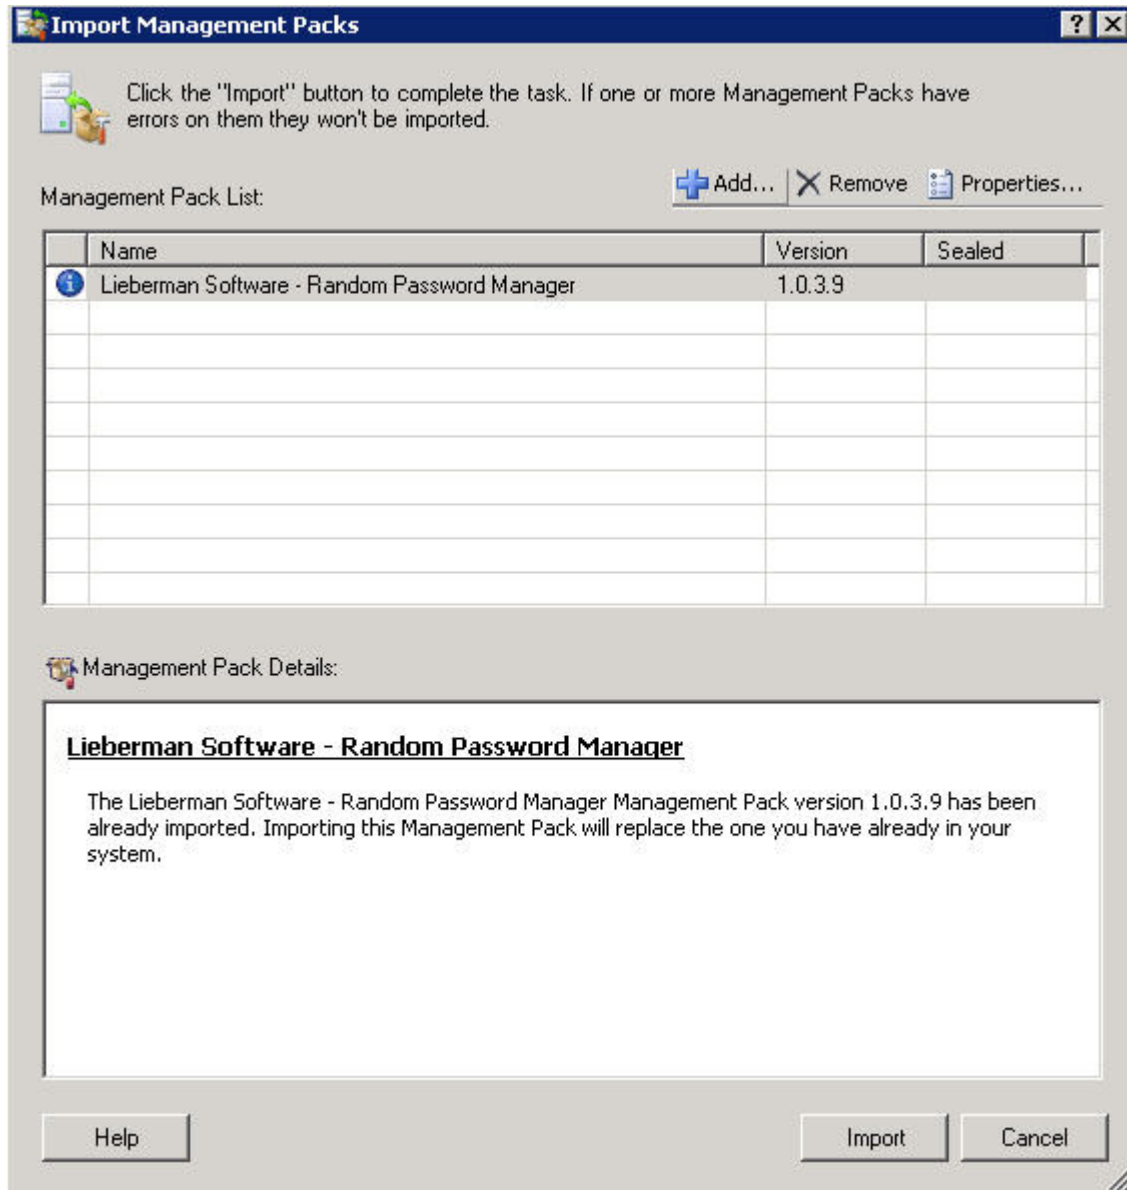 Import Management Packs
Click the "Import" button to complete the task. If one or more Management Packs have
errors on them they won't be imported.
Management Pack List:
Add... Remove Properties...
Name Version Sealed
Lieberman Software - Random Password Manager 1.0.3.9
Management Pack Details:
Lieberman Software - Random Password Manager
The Lieberman Software - Random Password Manager Management Pack version 1.0.3.9 has been
already imported. Importing this Management Pack will replace the one you have already in your
system.
Help Import Cancel